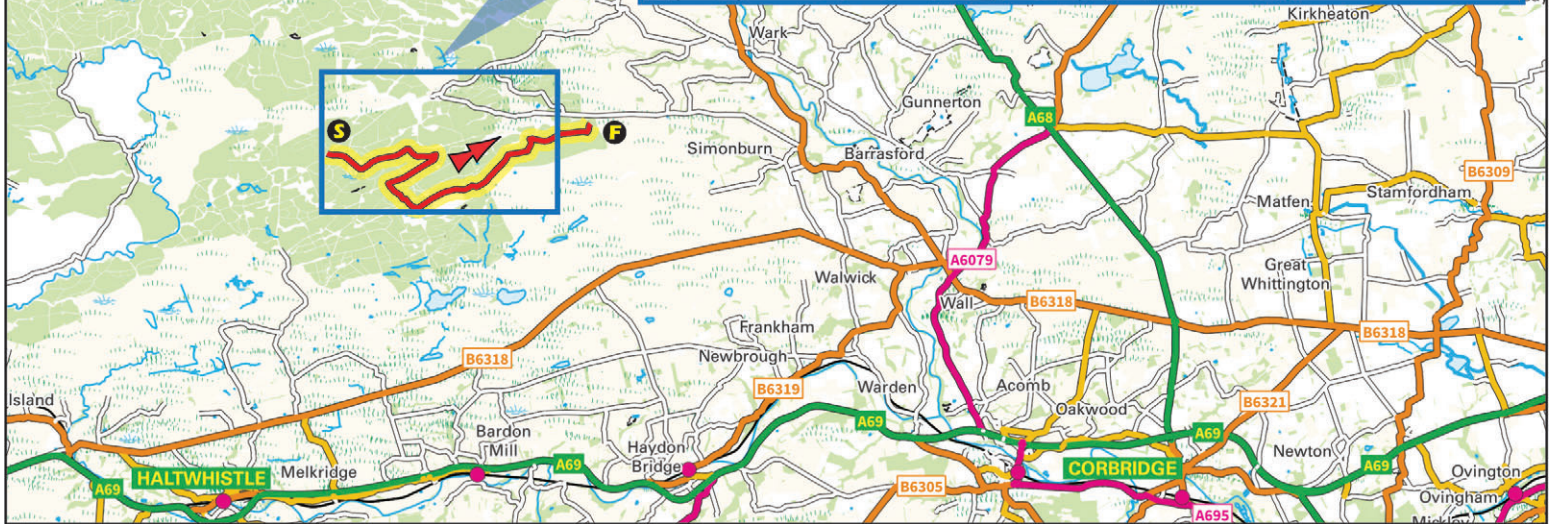 Kirkheaton
Wark
Gunnerton
A68
S
F
Simonburn
Barrasford
B6309
Stamfordham
Matfen
A6079
Great
Whittington
Walwick
Wall
B6318
B6318
Frankham
Newbrough
B6318
B6319
Warden
Acomb
Oakwood
B6321
Island
Bardon
Mill
Haydon
Bridge
A69
A69
A69
Newton
HALTWHISTLE
Melkridge
CORBRIDGE
A69
A69
Ovington
Ovingham
B6305
A695